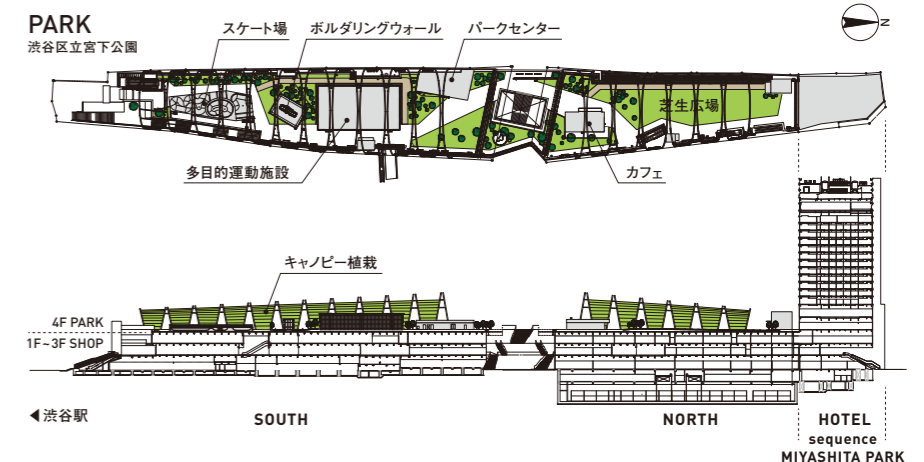 PARK
渋谷区立宮下公園
スケート場
ボルダリングウォール
パークセンター
N
芝生広場
多目的運動施設
カフェ
キャノピー植栽
4F PARK
1F~3F SHOP
渋谷駅
SOUTH
NORTH
HOTEL
sequence
MIYASHITA PARK